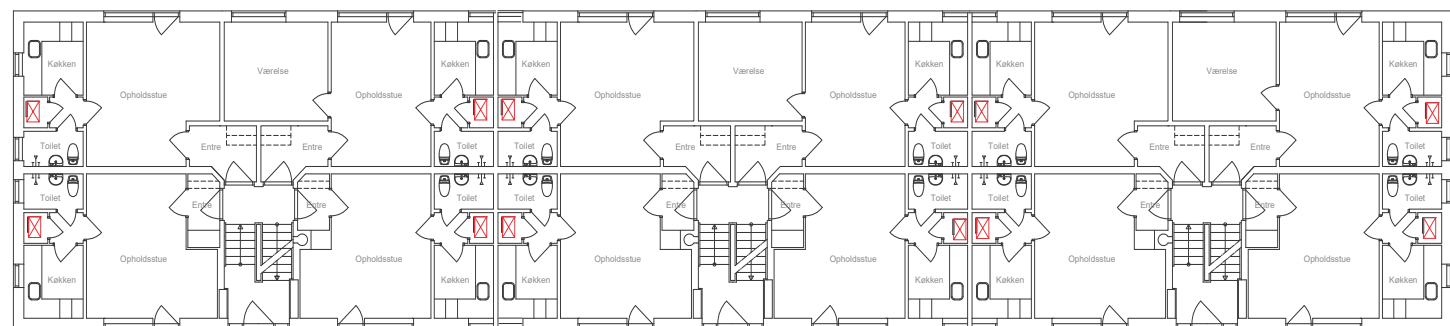 Køkken Værelse Køkken Køkken Værelse Køkken Køkken Værelse Køkken
Opholdsstue Opholdsstue Opholdsstue Opholdsstue Opholdsstue Opholdsstue
Toilet Entre Entre Toilet Toilet Entre Entre Toilet Toilet Entre Entre Toilet
Toilet Entre Entre Toilet Toilet Entre Entre Toilet Toilet Entre Entre Toilet
Opholdsstue Opholdsstue Opholdsstue Opholdsstue Opholdsstue Opholdsstue
Køkken Køkken Køkken Køkken Køkken Køkken